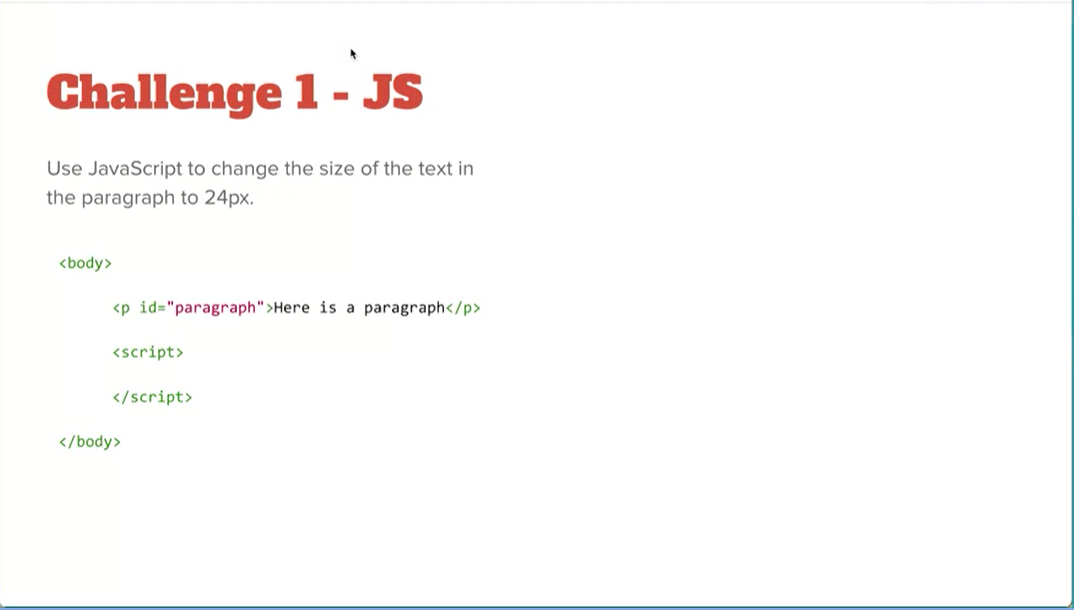 Challenge 1 - JS
Use JavaScript to change the size of the text in
the paragraph to 24px.
<body>
<p id="paragraph">Here is a paragraph</p>
<script>
</script>
</body>